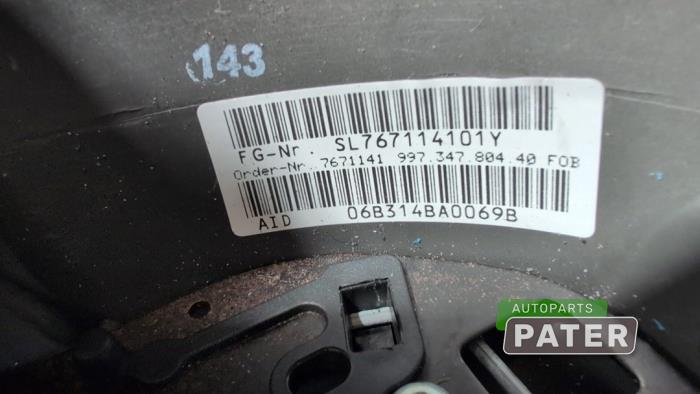 143
FG-Nr. SL767114101Y
Order-Nr. 7671141 997.347.804.40 FOB
AID 06B314BA0069B
AUTOPARTS
PATER